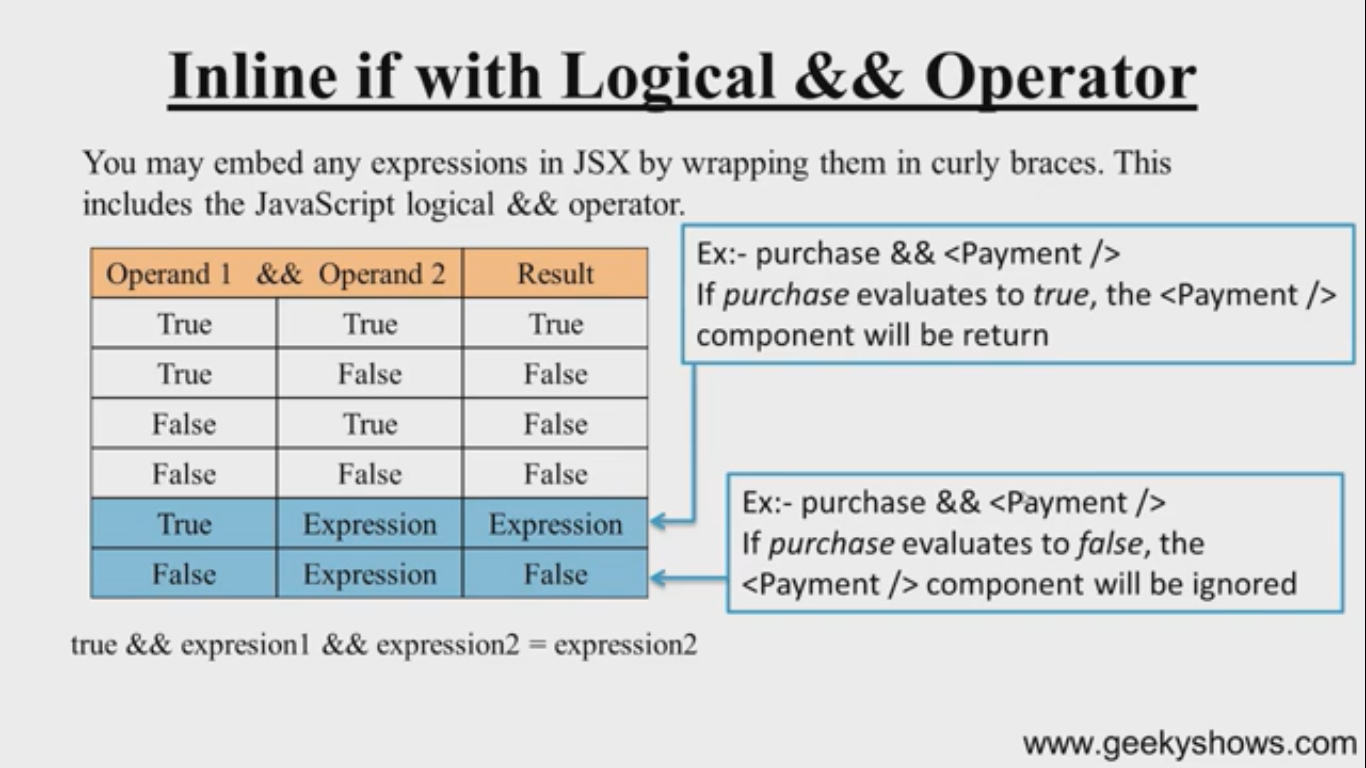 Inline if with Logical && Operator
You may embed any expressions in JSX by wrapping them in curly braces. This
includes the JavaScript logical && operator.
Operand 1 && Operand 2 Result
True True True
True False False
False True False
False False False
True Expression Expression
False Expression False
Ex:- purchase && <Payment />
If purchase evaluates to true, the <Payment />
component will be return
Ex:- purchase && <Payment />
If purchase evaluates to false, the
<Payment /> component will be ignored
true && expresion1 && expression2 = expression2
www.geekyshows.com